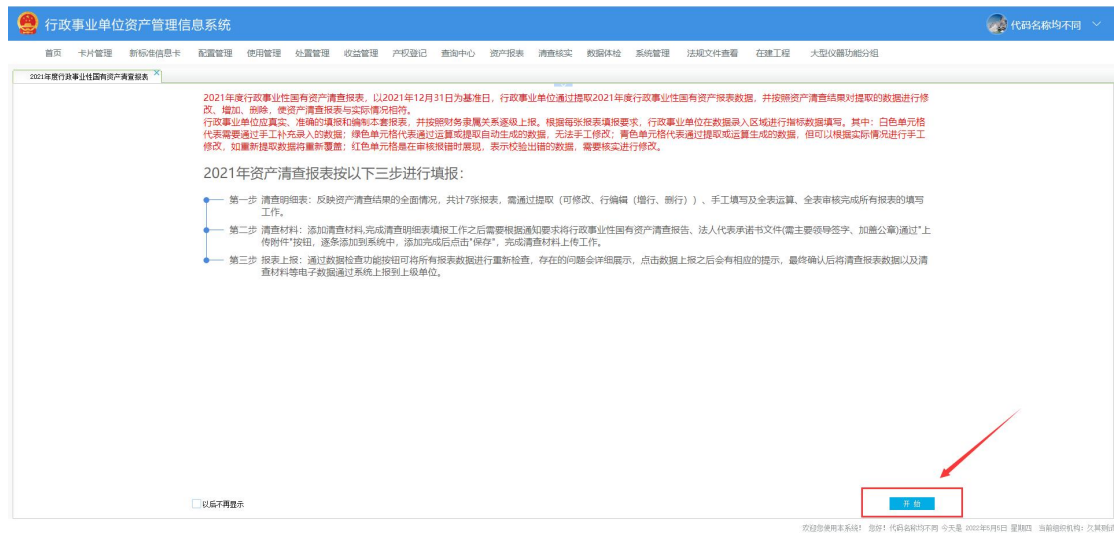 行政事业单位资产管理信息系统
代码名称均不同
首页 卡片管理 新标准信息卡 配置管理 使用管理 处置管理 收益管理 产权登记 查询中心 资产报表 清查核实 数据体检 系统管理 法规文件查看 在建工程 大型仪器功能分组
2021年度行政事业性国有资产清查报表
2021年度行政事业性国有资产清查报表，以2021年12月31日为基准日，行政事业单位通过提取2021年度行政事业性国有资产报表数据，并按照资产清查结果对提取的数据进行修
改、增加、删除，使资产清查报表与实际情况相符。
行政事业单位应真实、准确的填报和编制本套报表，并按照财务隶属关系逐级上报。根据每张报表填报要求，行政事业单位在数据录入区域进行指标数据填写。其中：白色单元格
代表需要通过手工补充录入的数据；绿色单元格代表通过运算或提取自动生成的数据，无法手工修改；青色单元格代表通过提取或运算生成的数据，但可以根据实际情况进行手工
修改，如重新提取数据将重新覆盖；红色单元格是在审核报错时展现，表示校验出错的数据，需要核实进行修改。
2021年资产清查报表按以下三步进行填报：
第一步 清查明细表：反映资产清查结果的全面情况，共计7张报表，需通过提取（可修改、行编辑（增行、删行））、手工填写及全表运算、全表审核完成所有报表的填写
工作。
第二步 清查材料：添加清查材料,完成清查明细表填报工作之后需要根据通知要求将行政事业性国有资产清查报告、法人代表承诺书文件(需主要领导签字、加盖公章)通过"上
传附件"按钮，逐条添加到系统中，添加完成后点击"保存"，完成清查材料上传工作。
第三步 报表上报：通过数据检查功能按钮可将所有报表数据进行重新检查，存在的问题会详细展示，点击数据上报之后会有相应的提示，最终确认后将清查报表数据以及清
查材料等电子数据通过系统上报到上级单位。
以后不再显示
开 始
欢迎您使用本系统！ 您好！代码名称均不同 今天是 2022年5月5日 星期四 当前组织机构：久其测试